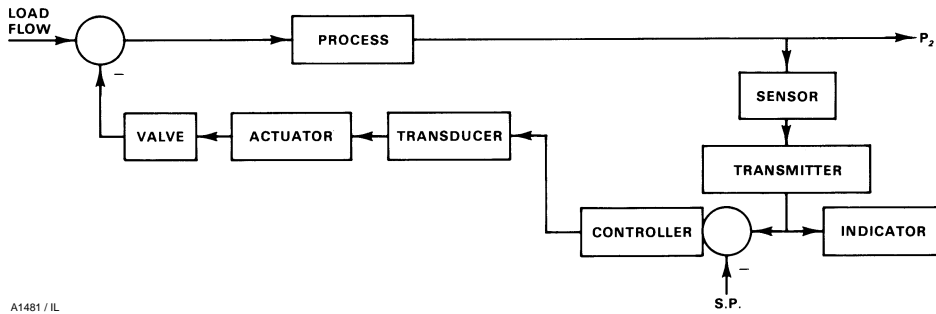 LOAD
FLOW
PROCESS
P2
–
SENSOR
VALVE
ACTUATOR
TRANSDUCER
TRANSMITTER
CONTROLLER
INDICATOR
–
S.P.
A1481 / IL